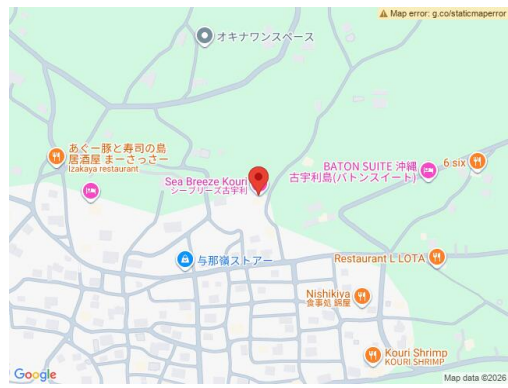 Map error: g.co/staticmaperror
オキナワンスペース
あぐー豚と寿司の島
居酒屋 まーさっさー
Izakaya restaurant
Sea Breeze Kouri
シーブリーズ古宇利
BATON SUITE 沖縄
古宇利島(バトンスイート)
6 six
与那嶺ストアー
Restaurant L LOTA
Nishikiya
食事処 錦屋
Kouri Shrimp
KOURI SHRIMP
Google
Map data ©2026